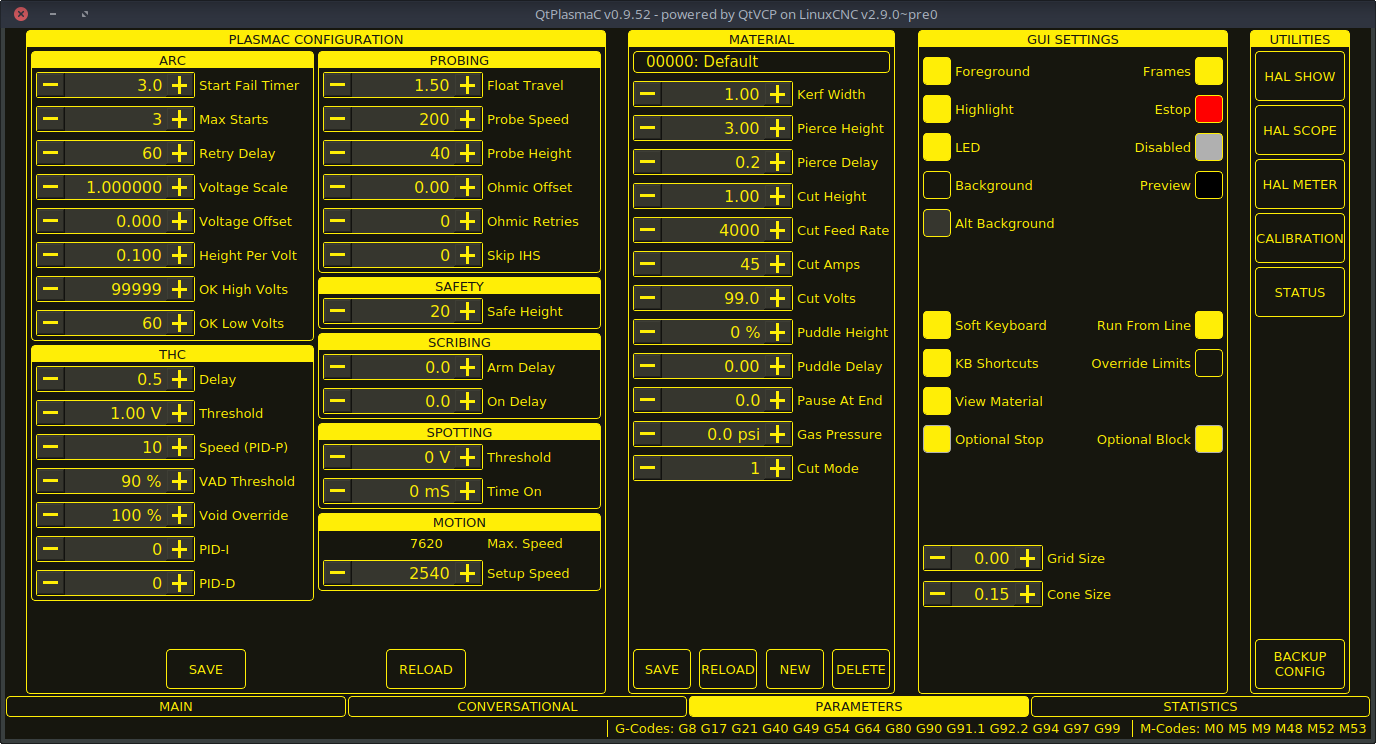 QtPlasmaC v0.9.52 - powered by QtVCP on LinuxCNC v2.9.0~pre0
PLASMAC CONFIGURATION
ARC
3.0 Start Fail Timer
3 Max Starts
60 Retry Delay
1.000000 Voltage Scale
0.000 Voltage Offset
0.100 Height Per Volt
99999 OK High Volts
60 OK Low Volts
THC
0.5 Delay
1.00 V Threshold
10 Speed (PID-P)
90 % VAD Threshold
100 % Void Override
0 PID-I
0 PID-D
PROBING
1.50 Float Travel
200 Probe Speed
40 Probe Height
0.00 Ohmic Offset
0 Ohmic Retries
0 Skip IHS
SAFETY
20 Safe Height
SCRIBING
0.0 Arm Delay
0.0 On Delay
SPOTTING
0 V Threshold
0 mS Time On
MOTION
7620 Max. Speed
2540 Setup Speed
SAVE RELOAD
MATERIAL
00000: Default
1.00 Kerf Width
3.00 Pierce Height
0.2 Pierce Delay
1.00 Cut Height
4000 Cut Feed Rate
45 Cut Amps
99.0 Cut Volts
0 % Puddle Height
0.00 Puddle Delay
0.0 Pause At End
0.0 psi Gas Pressure
1 Cut Mode
SAVE RELOAD NEW DELETE
GUI SETTINGS
Foreground Frames
Highlight Estop
LED Disabled
Background Preview
Alt Background
Soft Keyboard Run From Line
KB Shortcuts Override Limits
View Material
Optional Stop Optional Block
0.00 Grid Size
0.15 Cone Size
UTILITIES
HAL SHOW
HAL SCOPE
HAL METER
CALIBRATION
STATUS
BACKUP
CONFIG
MAIN CONVERSATIONAL PARAMETERS STATISTICS
G-Codes: G8 G17 G21 G40 G49 G54 G64 G80 G90 G91.1 G92.2 G94 G97 G99 M-Codes: M0 M5 M9 M48 M52 M53